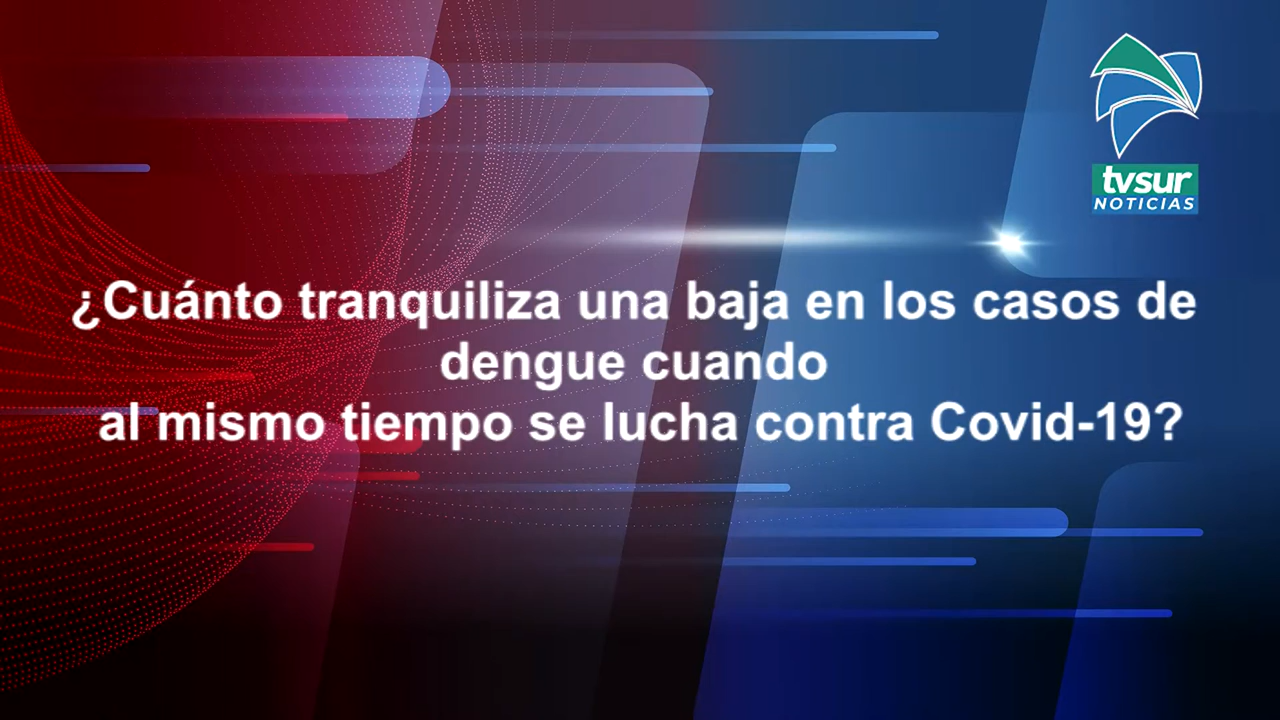 tvsur
NOTICIAS
¿Cuánto tranquiliza una baja en los casos de
dengue cuando
al mismo tiempo se lucha contra Covid-19?